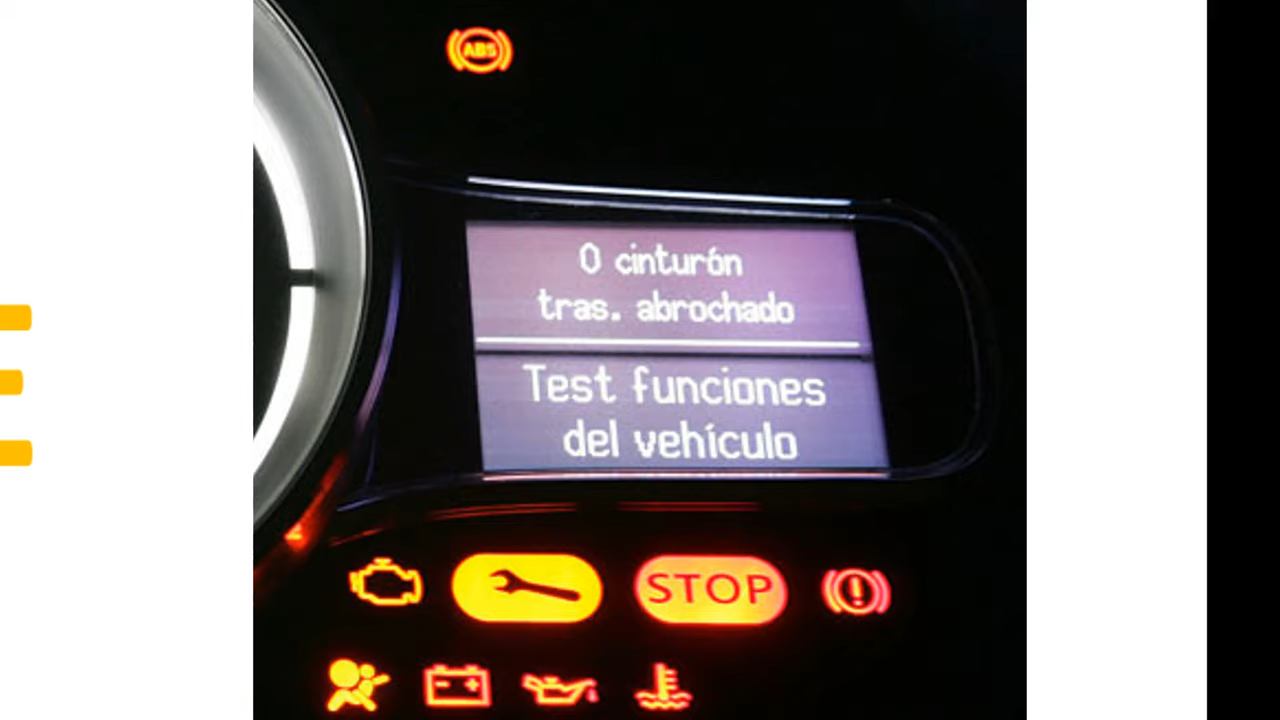 ABS
0 cinturón
tras. abrochado
Test funciones
del vehículo
STOP